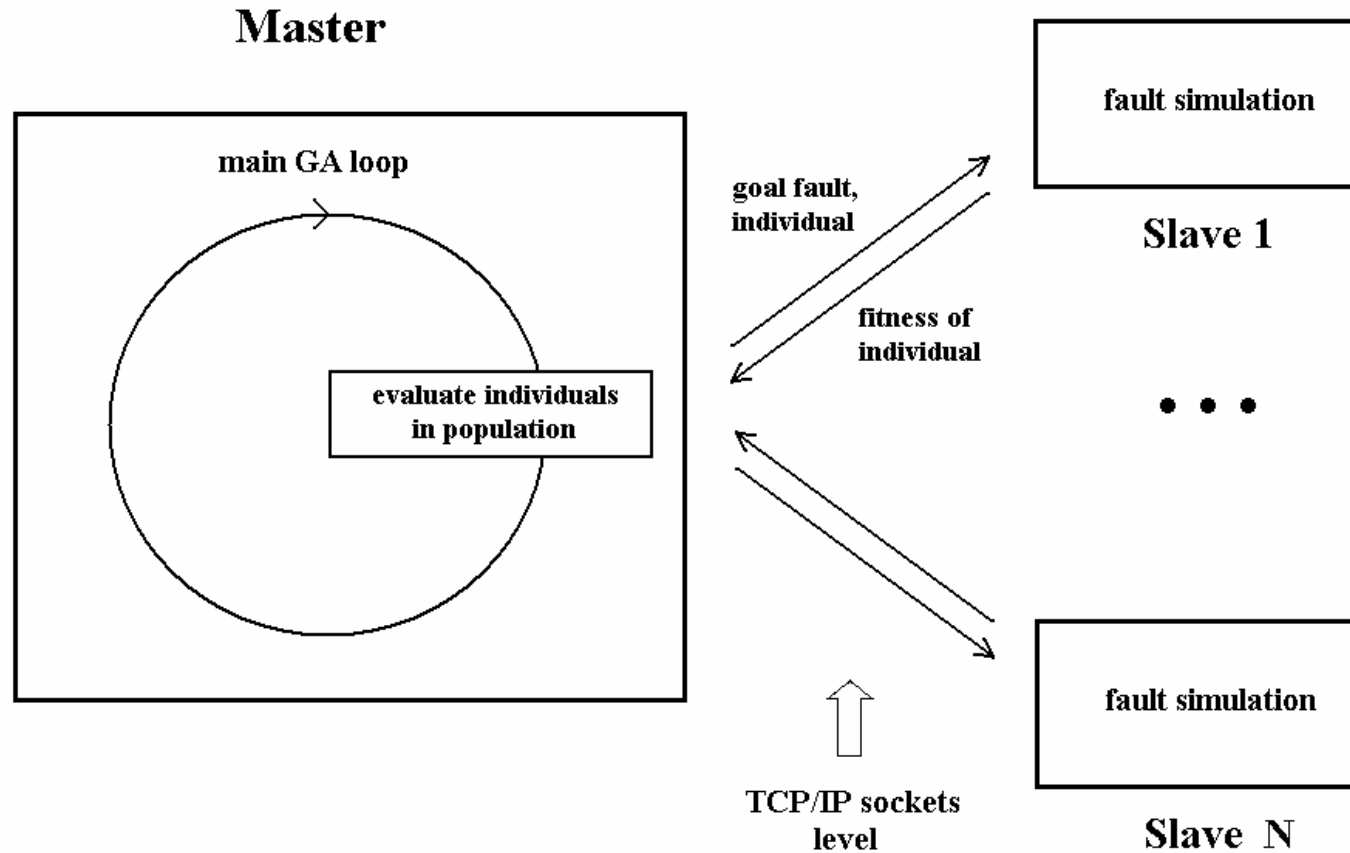 Master
main GA loop
evaluate individuals
in population
goal fault,
individual
fitness of
individual
TCP/IP sockets
level
fault simulation
Slave 1
fault simulation
Slave N